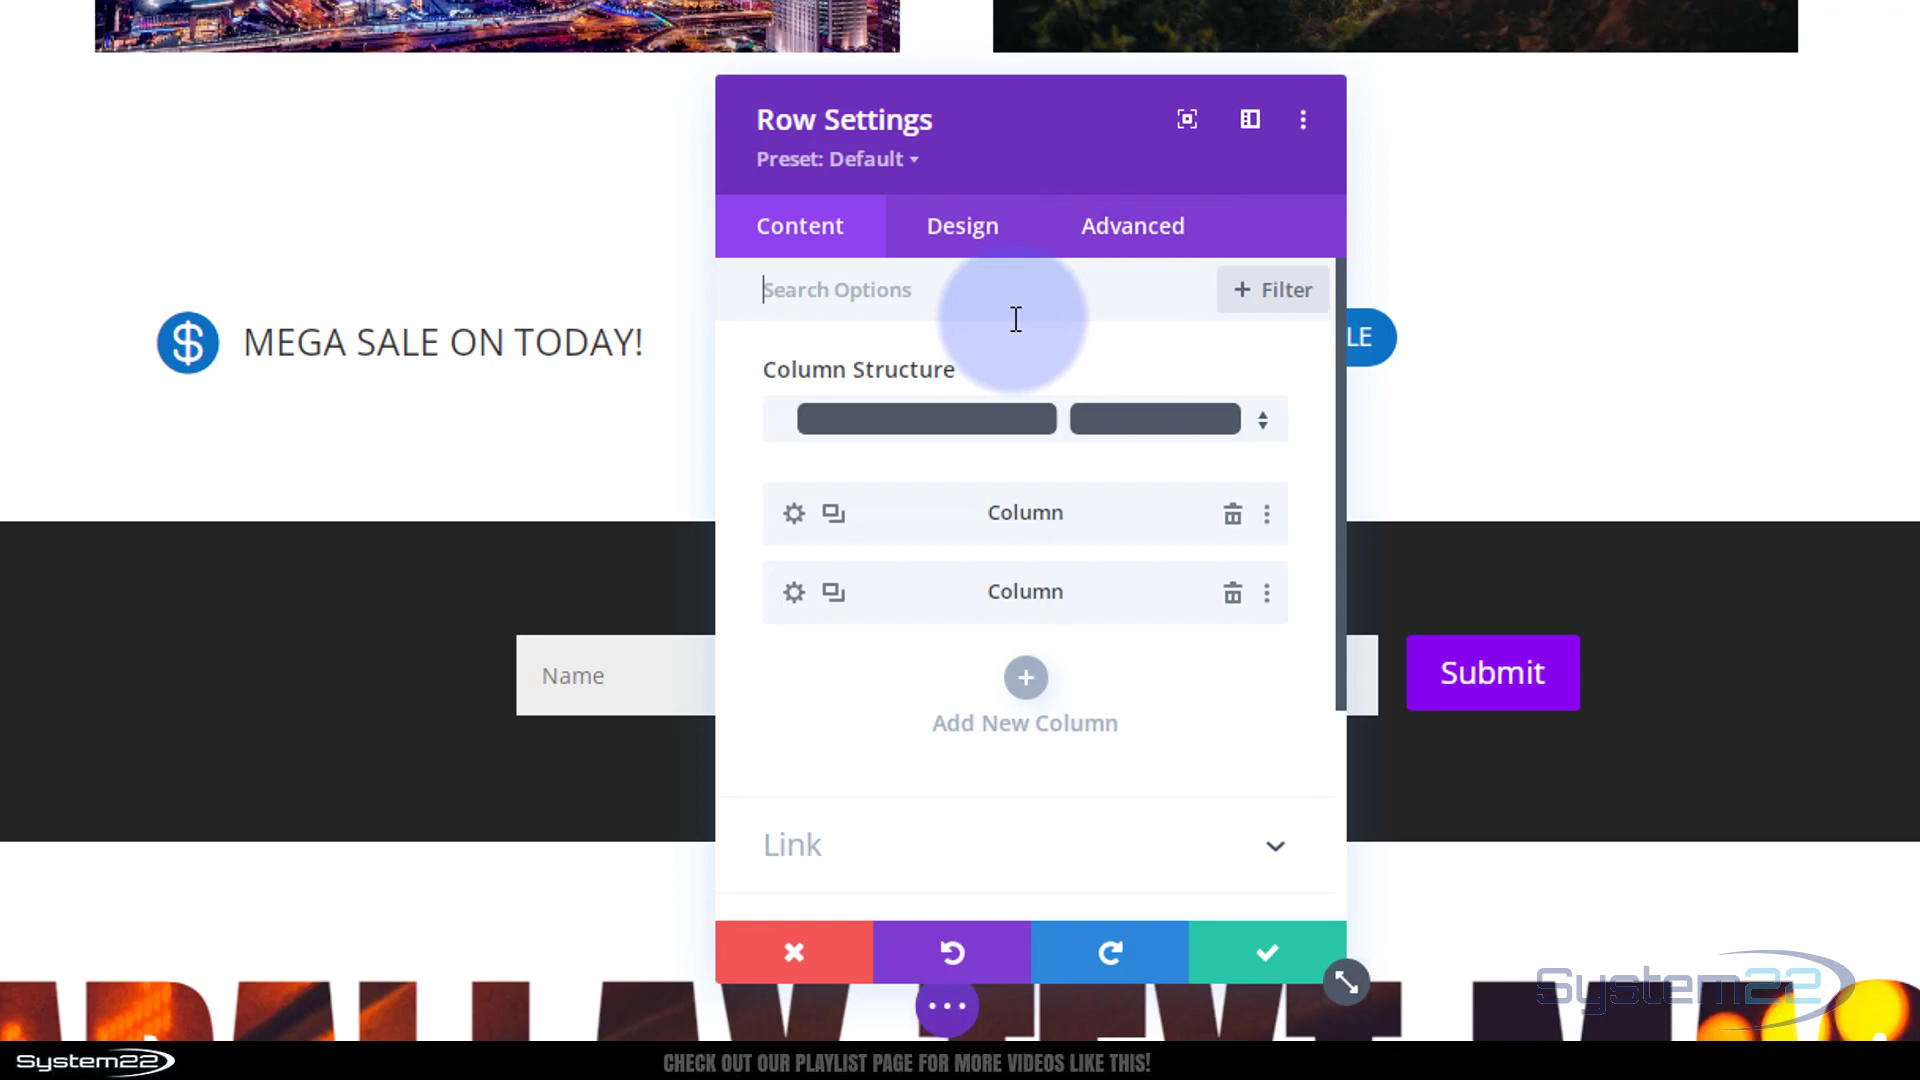 Row Settings
Preset: Default
Content
Design
Advanced
Search Options
+ Filter
MEGA SALE ON TODAY!
LE
Column Structure
Column
Column
Name
Submit
Add New Column
Link
System22
System22
CHECK OUT OUR PLAYLIST PAGE FOR MORE VIDEOS LIKE THIS!